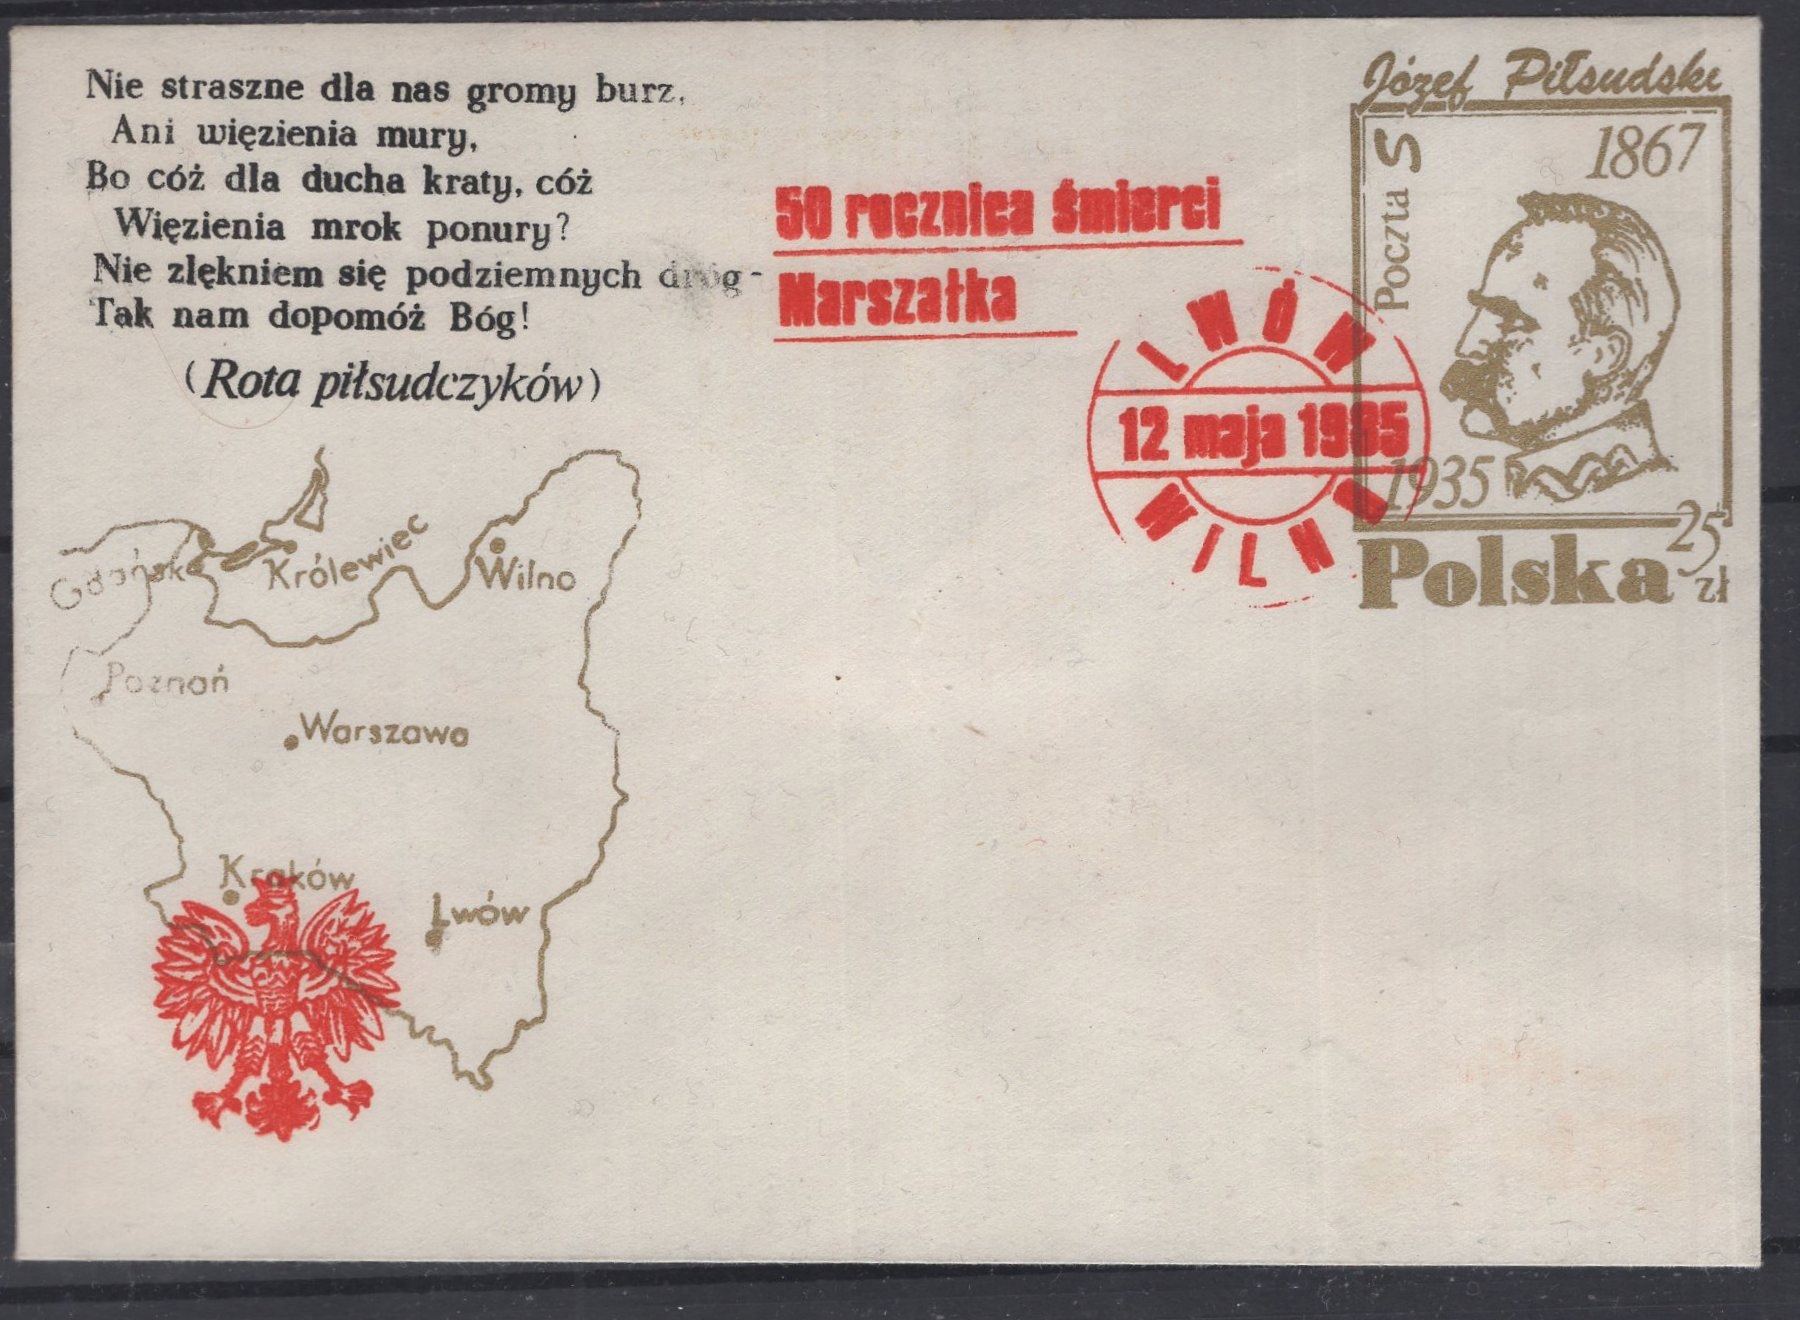 Nie straszne dla nas gromy burz,
Ani więzienia mury,
Bo cóż dla ducha kraty, cóż
Więzienia mrok ponury?
Nie zlękniem się podziemnych dróg -
Tak nam dopomóż Bóg!
(Rota piłsudczyków)
50 rocznica śmierci
Marszałka
LWÓW
12 maja 1985
WILNO
Józef Piłsudski
1867
Poczta S
1935
25
zł
Polska
Gdańsk
Królewiec
Wilno
Poznań
Warszawa
Kraków
Lwów